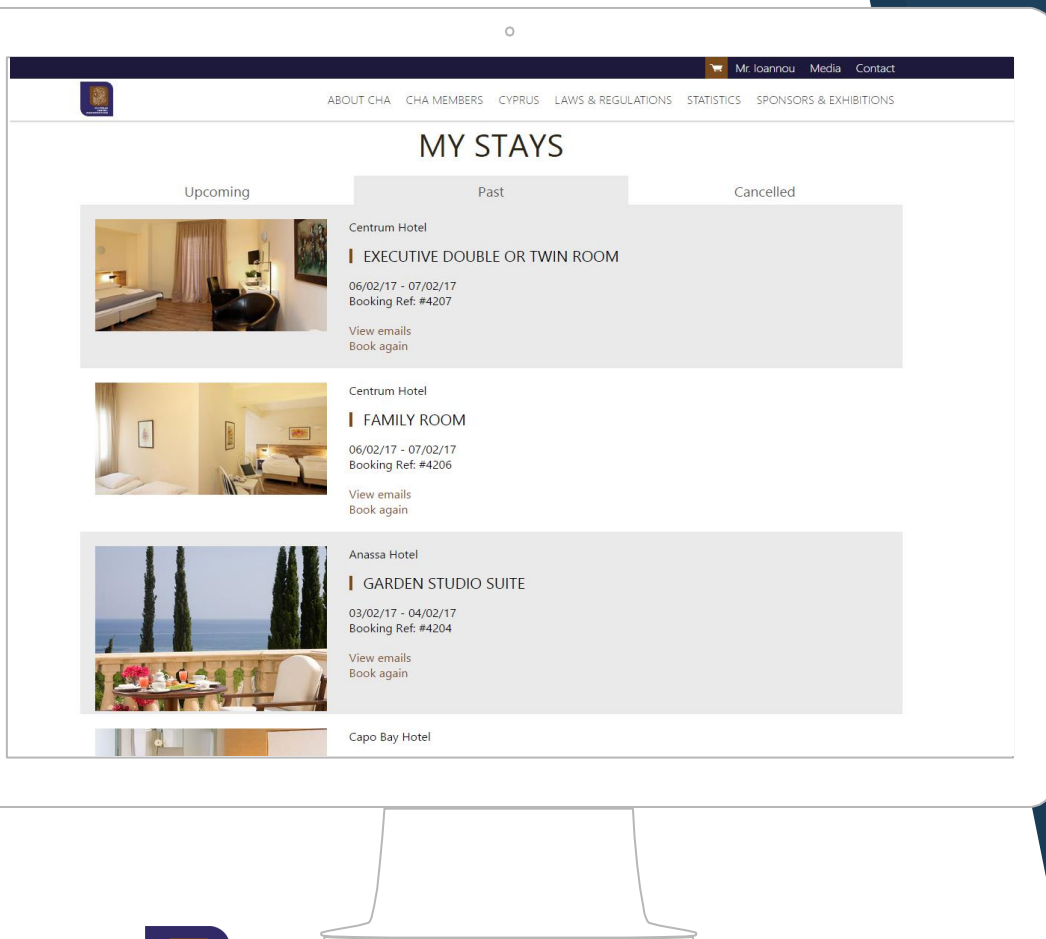 Mr. Ioannou Media Contact
ABOUT CHA CHA MEMBERS CYPRUS LAWS & REGULATIONS STATISTICS SPONSORS & EXHIBITIONS
MY STAYS
Upcoming Past Cancelled
Centrum Hotel
EXECUTIVE DOUBLE OR TWIN ROOM
06/02/17 - 07/02/17
Booking Ref: #4207
View emails
Book again
Centrum Hotel
FAMILY ROOM
06/02/17 - 07/02/17
Booking Ref: #4206
View emails
Book again
Anassa Hotel
GARDEN STUDIO SUITE
03/02/17 - 04/02/17
Booking Ref: #4204
View emails
Book again
Capo Bay Hotel